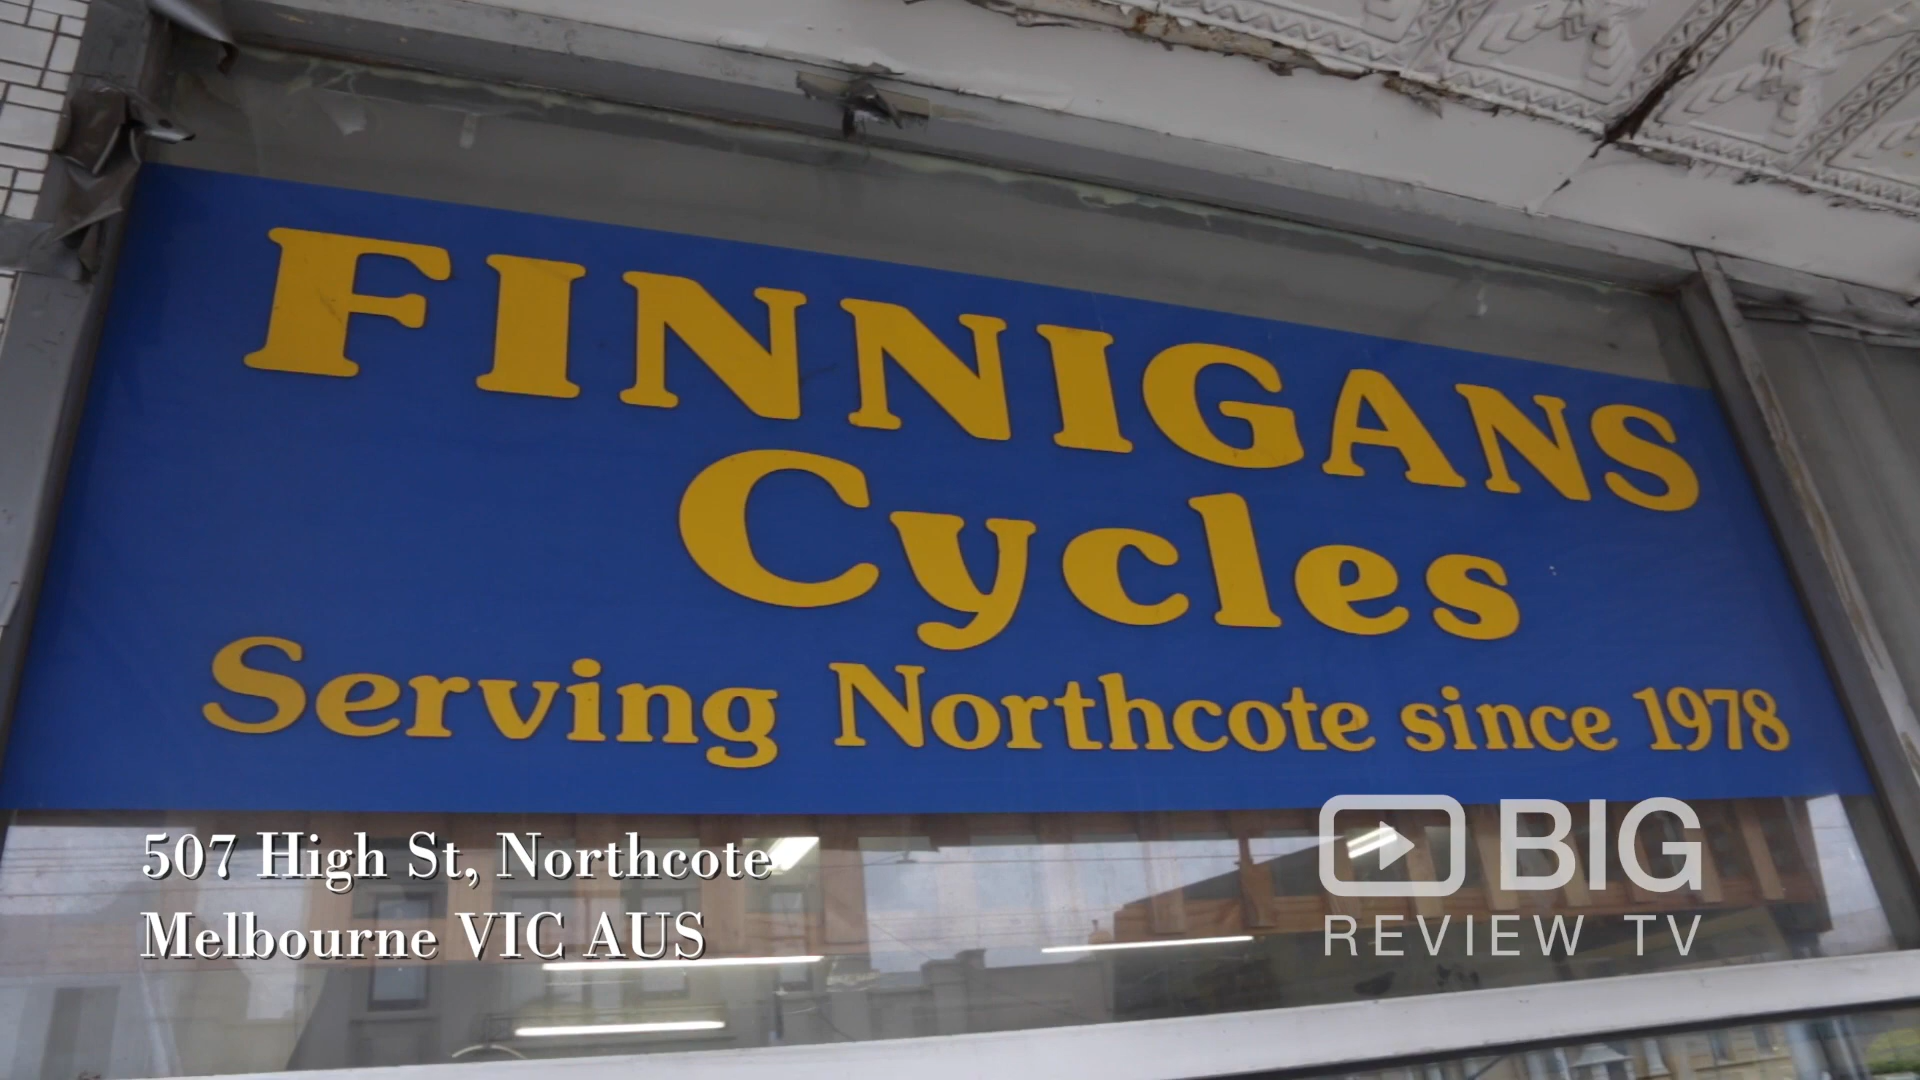 FINNIGANS
Cycles
Serving Northcote since 1978
507 High St, Northcote
Melbourne VIC AUS
BIG
REVIEW TV